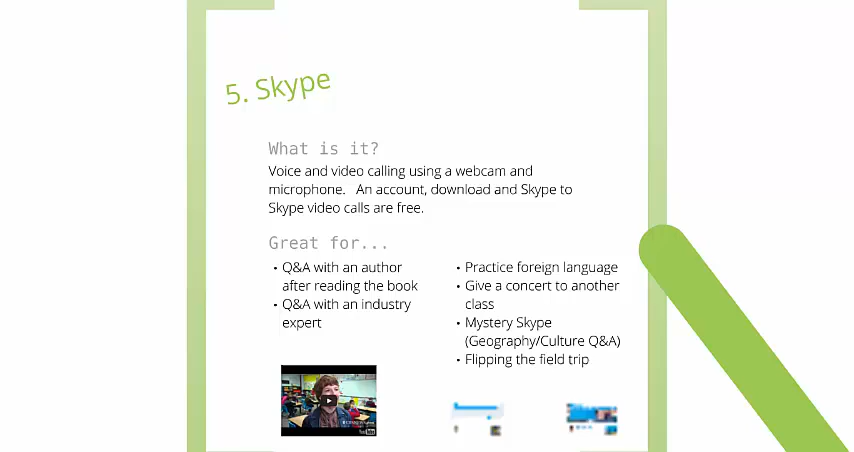 5. Skype
What is it?
Voice and video calling using a webcam and
microphone. An account, download and Skype to
Skype video calls are free.
Great for...
• Q&A with an author
after reading the book
• Q&A with an industry
expert
• Practice foreign language
• Give a concert to another
class
• Mystery Skype
(Geography/Culture Q&A)
• Flipping the field trip
YouTube